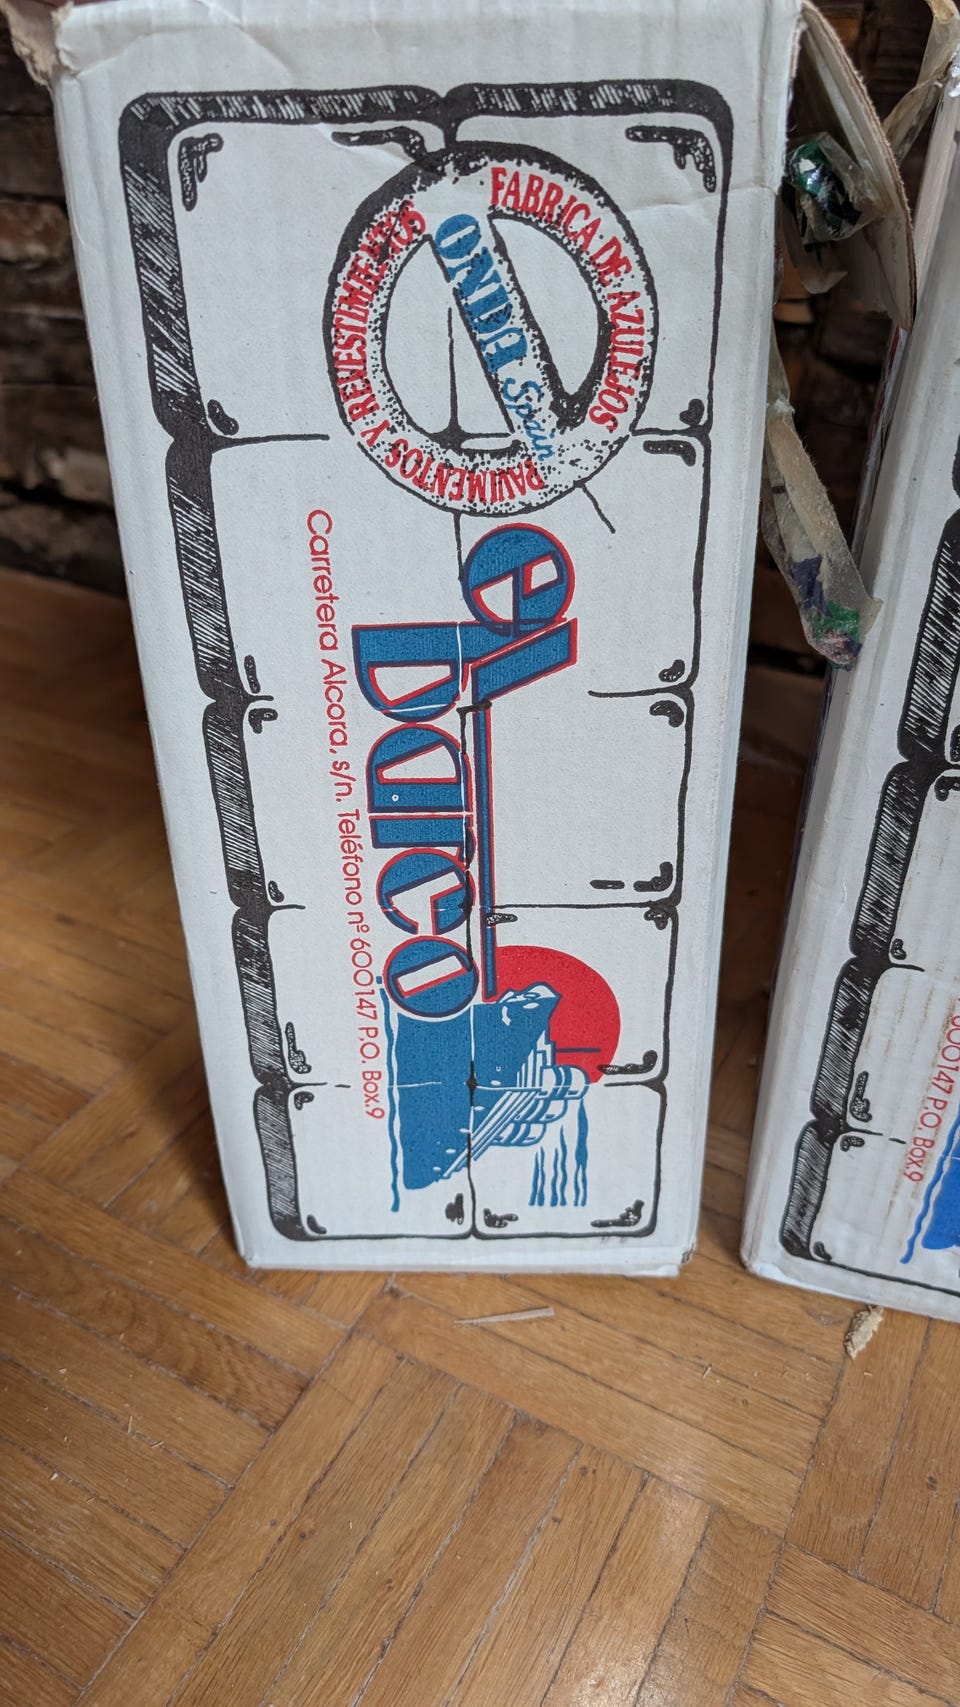 FABRICA DE AZULEJOS
PAVIMENTOS Y REVESTIMIENTOS
ONDA Spain
el barco
Carretera Alcora, s/n. Teléfono nº 600147 P.O. Box.9
600147 P.O. Box.9